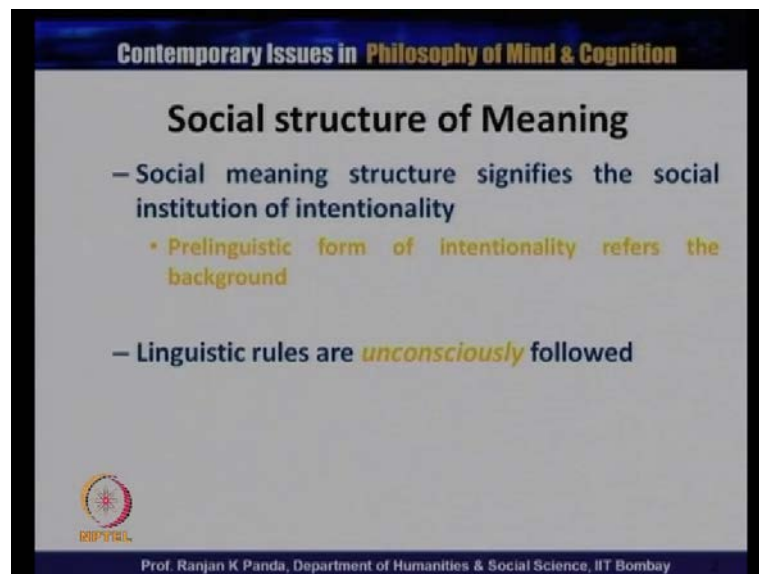 Contemporary Issues in Philosophy of Mind & Cognition
Social structure of Meaning
– Social meaning structure signifies the social
institution of intentionality
• Prelinguistic form of intentionality refers the
background
– Linguistic rules are unconsciously followed
NPTEL
Prof. Ranjan K Panda, Department of Humanities & Social Science, IIT Bombay